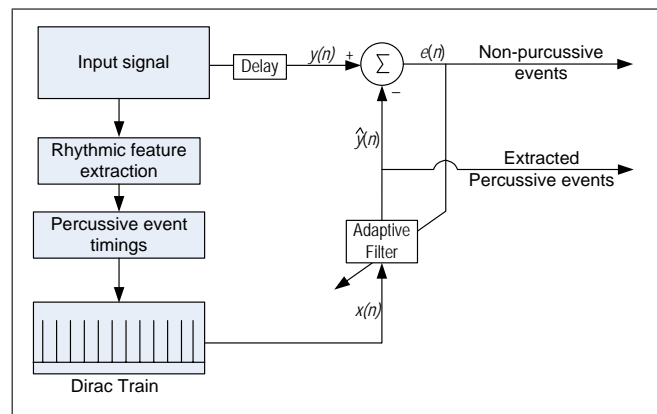 Input signal
Delay
y(n)
+
Σ
−
e(n)
Non-purcussive
events
Rhythmic feature
extraction
ŷ(n)
Extracted
Percussive events
Percussive event
timings
Adaptive
Filter
x(n)
Dirac Train